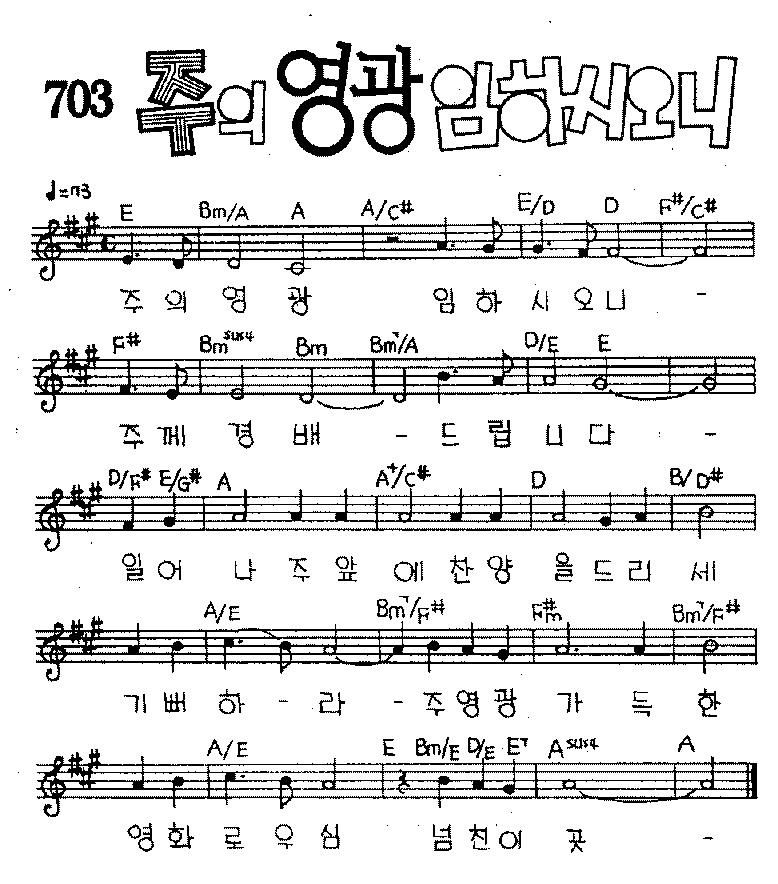 703 주의 영광 임하시오니
♩=73
E Bm/A A A/C# E/D D F#/C#
주 의 영 광 임 하 시 오 니 -
F# Bmsus4 Bm Bm7/A D/E E
주 께 경 배 - 드 립 니 다 -
D/F# E/G# A A+/C# D B/D#
일 어 나 주 앞 에 찬 양 을 드 리 세
A/E Bm7/F# F#m Bm7/F#
기 뻐 하 - 라 - 주 영 광 가 득 한
A/E E Bm/E D/E E7 Asus4 A
영 화 로 우 심 넘 친 이 곳 -